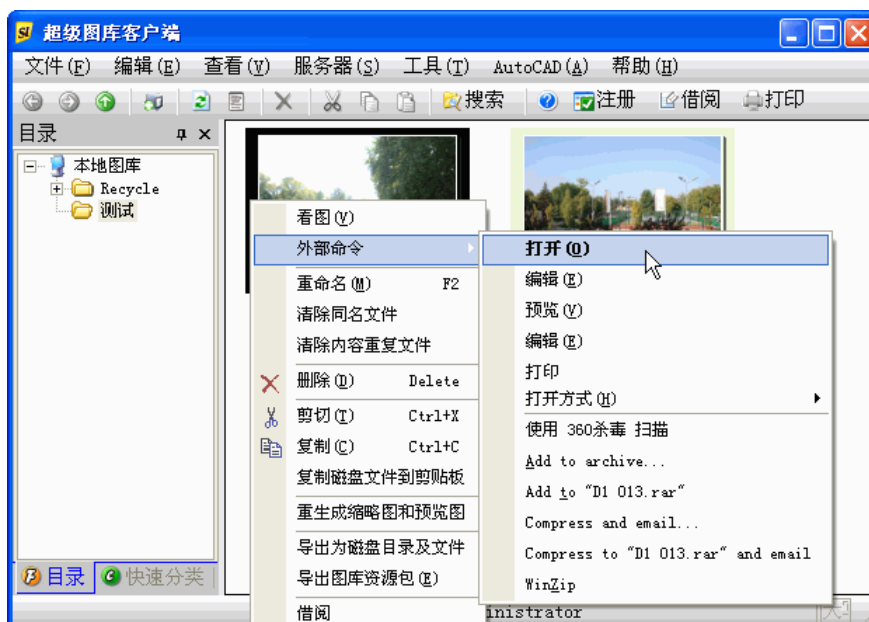 超级图库客户端
文件(F) 编辑(E) 查看(V) 服务器(S) 工具(T) AutoCAD(A) 帮助(H)
搜索 注册 借阅 打印
目录
本地图库
Recycle
测试
看图(V)
外部命令
重命名(M) F2
清除同名文件
清除内容重复文件
删除(D) Delete
剪切(T) Ctrl+X
复制(C) Ctrl+C
复制磁盘文件到剪贴板
重生成缩略图和预览图
导出为磁盘目录及文件
导出图库资源包(E)
借阅
打开(O)
编辑(E)
预览(V)
编辑(E)
打印
打开方式(H)
使用 360杀毒 扫描
Add to archive...
Add to "D1 013.rar"
Compress and email...
Compress to "D1 013.rar" and email
WinZip
目录 快速分类
inistrator